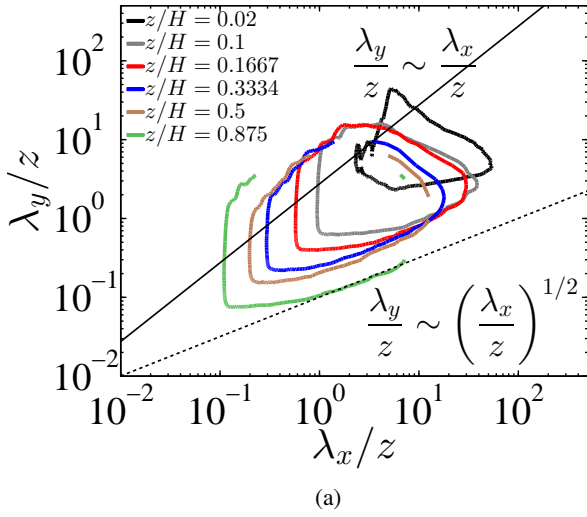 z/H = 0.02
z/H = 0.1
z/H = 0.1667
z/H = 0.3334
z/H = 0.5
z/H = 0.875
λ_y/z ∼ λ_x/z
λ_y/z ∼ (λ_x/z)^{1/2}
λ_y/z
10^2
10^1
10^0
10^{-1}
10^{-2}
10^{-2} 10^{-1} 10^0 10^1 10^2
λ_x/z
(a)